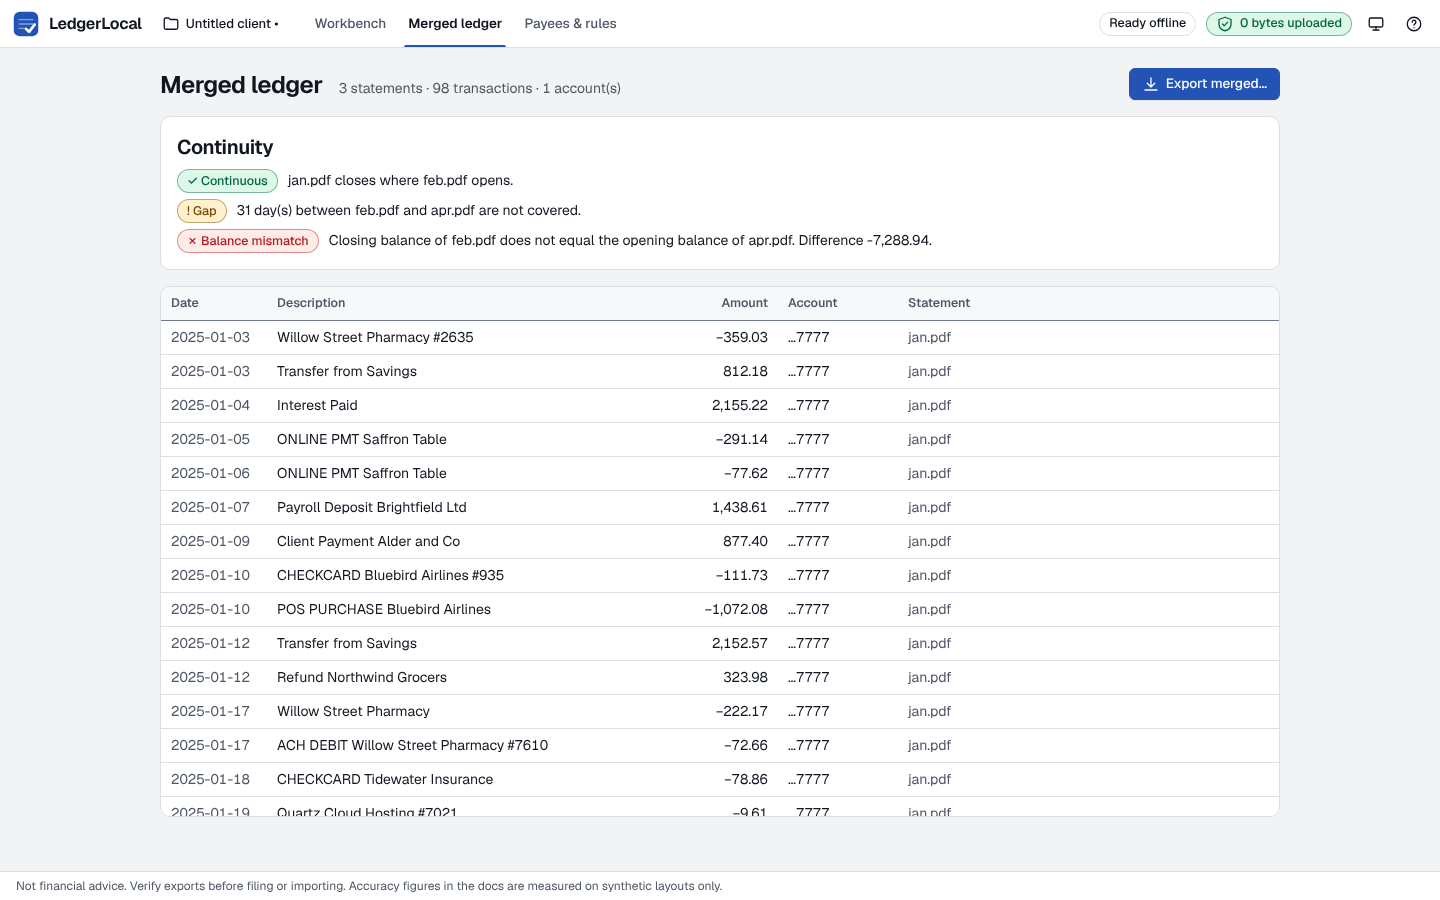 LedgerLocal Untitled client • Workbench Merged ledger Payees & rules Ready offline 0 bytes uploaded
Merged ledger 3 statements · 98 transactions · 1 account(s) Export merged...
Continuity
✓ Continuous jan.pdf closes where feb.pdf opens.
! Gap 31 day(s) between feb.pdf and apr.pdf are not covered.
× Balance mismatch Closing balance of feb.pdf does not equal the opening balance of apr.pdf. Difference -7,288.94.
Date Description Amount Account Statement
2025-01-03 Willow Street Pharmacy #2635 −359.03 …7777 jan.pdf
2025-01-03 Transfer from Savings 812.18 …7777 jan.pdf
2025-01-04 Interest Paid 2,155.22 …7777 jan.pdf
2025-01-05 ONLINE PMT Saffron Table −291.14 …7777 jan.pdf
2025-01-06 ONLINE PMT Saffron Table −77.62 …7777 jan.pdf
2025-01-07 Payroll Deposit Brightfield Ltd 1,438.61 …7777 jan.pdf
2025-01-09 Client Payment Alder and Co 877.40 …7777 jan.pdf
2025-01-10 CHECKCARD Bluebird Airlines #935 −111.73 …7777 jan.pdf
2025-01-10 POS PURCHASE Bluebird Airlines −1,072.08 …7777 jan.pdf
2025-01-12 Transfer from Savings 2,152.57 …7777 jan.pdf
2025-01-12 Refund Northwind Grocers 323.98 …7777 jan.pdf
2025-01-17 Willow Street Pharmacy −222.17 …7777 jan.pdf
2025-01-17 ACH DEBIT Willow Street Pharmacy #7610 −72.66 …7777 jan.pdf
2025-01-18 CHECKCARD Tidewater Insurance −78.86 …7777 jan.pdf
2025-01-19 Quartz Cloud Hosting #7021 −9.61 …7777 jan.pdf
Not financial advice. Verify exports before filing or importing. Accuracy figures in the docs are measured on synthetic layouts only.